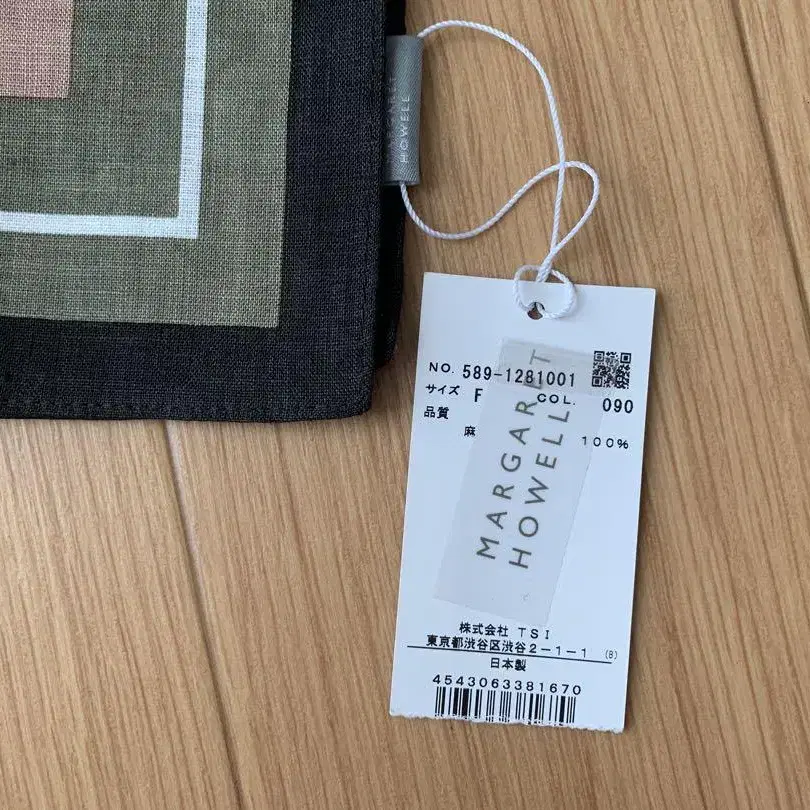 MARGARET
HOWELL
NO. 589-1281001
サイズ F COL. 090
品質
麻 100%
MARGARET
HOWELL
株式会社 TSI
東京都渋谷区渋谷2-1-1 (8)
日本製
4543063381670